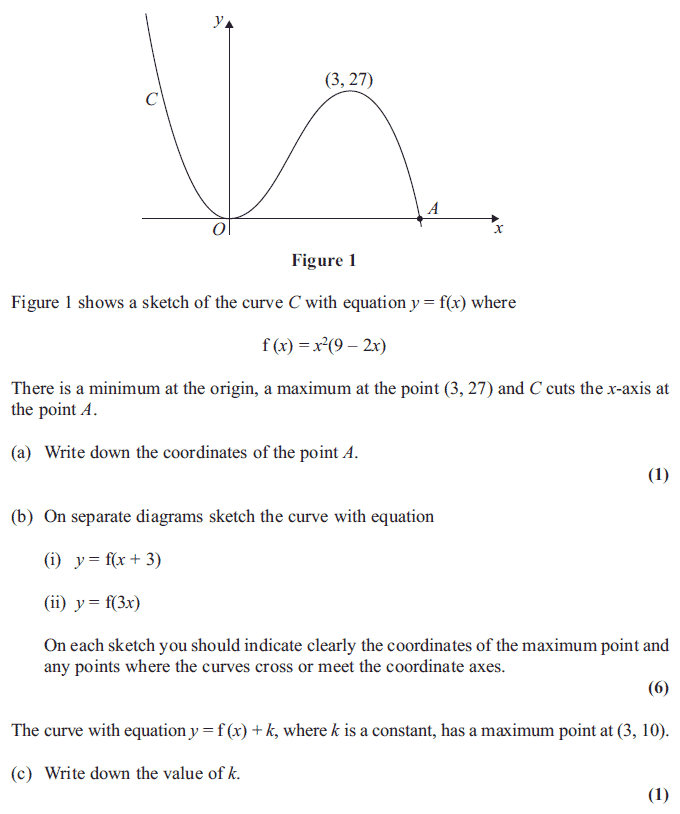 y
(3, 27)
C
A
O
x
Figure 1
Figure 1 shows a sketch of the curve C with equation y = f(x) where
f (x) = x²(9 – 2x)
There is a minimum at the origin, a maximum at the point (3, 27) and C cuts the x-axis at
the point A.
(a) Write down the coordinates of the point A.
(1)
(b) On separate diagrams sketch the curve with equation
(i) y = f(x + 3)
(ii) y = f(3x)
On each sketch you should indicate clearly the coordinates of the maximum point and
any points where the curves cross or meet the coordinate axes.
(6)
The curve with equation y = f (x) + k, where k is a constant, has a maximum point at (3, 10).
(c) Write down the value of k.
(1)